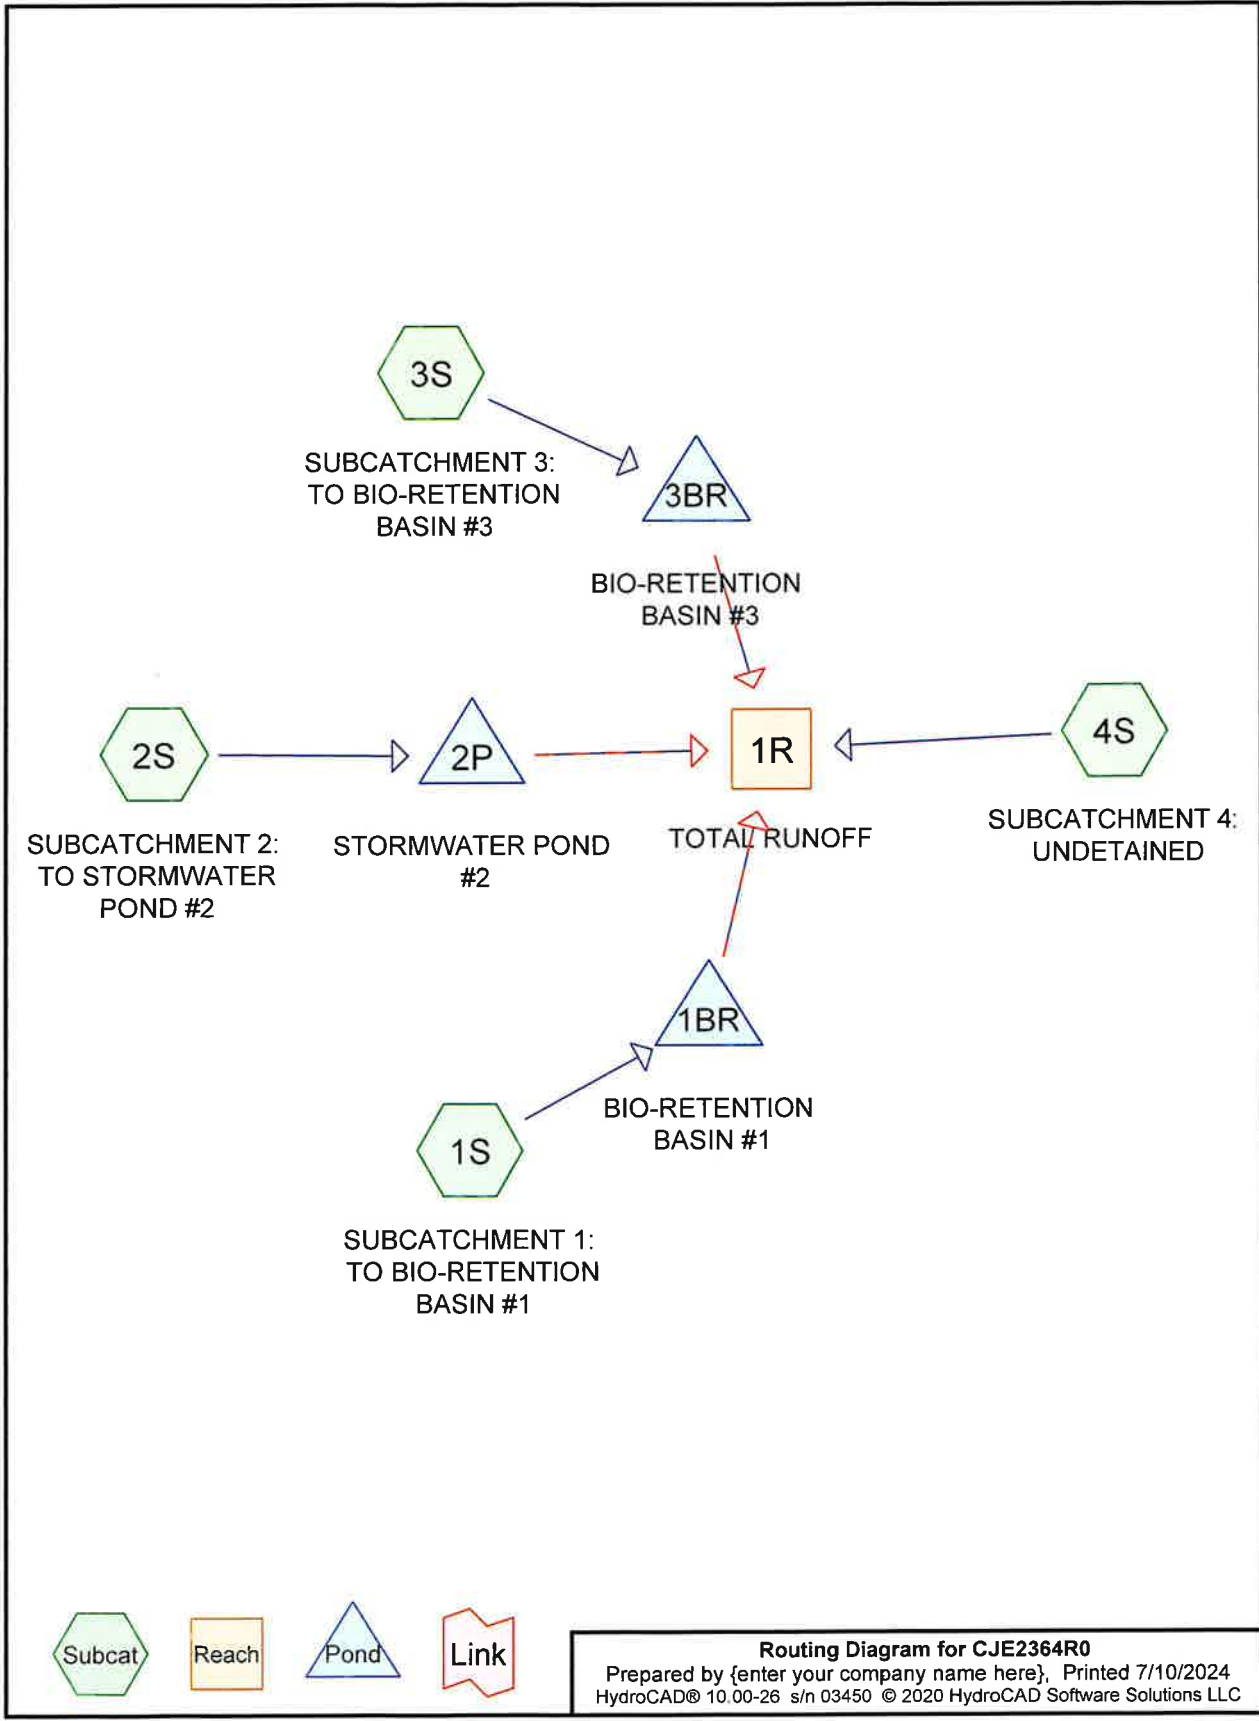 3S
SUBCATCHMENT 3:
TO BIO-RETENTION
BASIN #3
3BR
BIO-RETENTION
BASIN #3
2S
SUBCATCHMENT 2:
TO STORMWATER
POND #2
2P
STORMWATER POND
#2
1R
TOTAL RUNOFF
4S
SUBCATCHMENT 4:
UNDETAINED
1BR
BIO-RETENTION
BASIN #1
1S
SUBCATCHMENT 1:
TO BIO-RETENTION
BASIN #1
Subcat
Reach
Pond
Link
Routing Diagram for CJE2364R0
Prepared by {enter your company name here}, Printed 7/10/2024
HydroCAD® 10.00-26 s/n 03450 © 2020 HydroCAD Software Solutions LLC